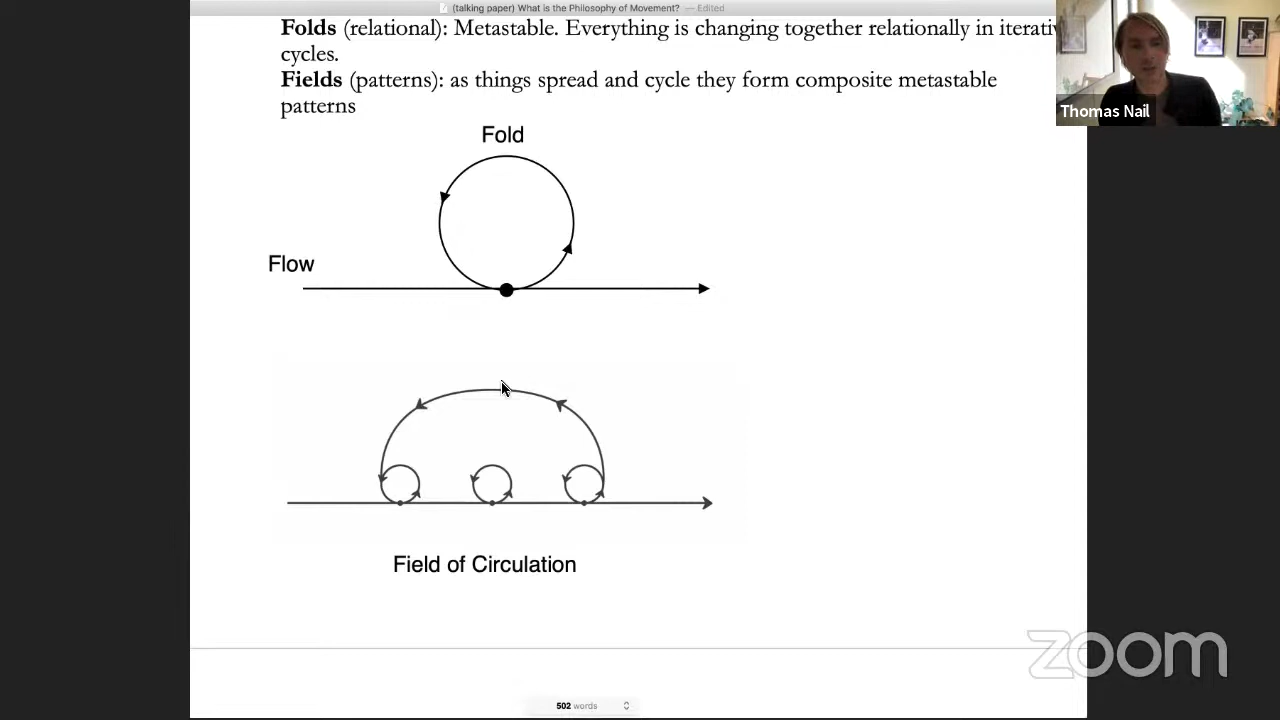 (talking paper) What is the Philosophy of Movement? — Edited
Folds (relational): Metastable. Everything is changing together relationally in
cycles.
Fields (patterns): as things spread and cycle they form composite metastable
patterns
Thomas Nail
Fold
Flow
Field of Circulation
zoom
502 words